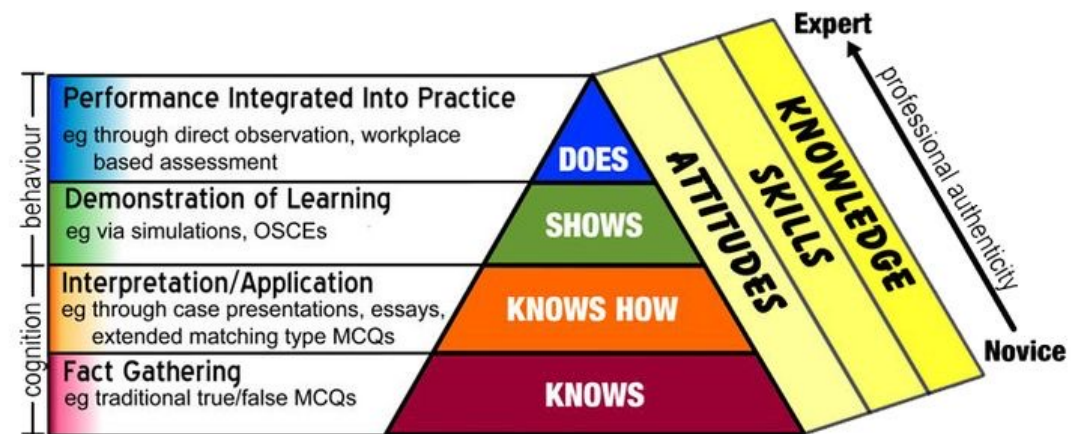 Expert
professional authenticity
Novice
KNOWLEDGE
SKILLS
ATTITUDES
behaviour
cognition
Performance Integrated Into Practice
eg through direct observation, workplace
based assessment
DOES
Demonstration of Learning
eg via simulations, OSCEs
SHOWS
Interpretation/Application
eg through case presentations, essays,
extended matching type MCQs
KNOWS HOW
Fact Gathering
eg traditional true/false MCQs
KNOWS